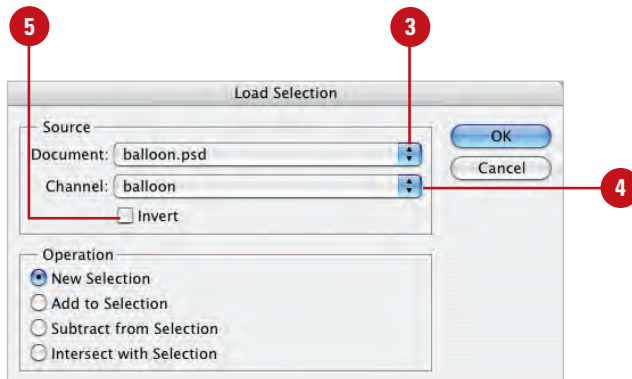 5
3
Load Selection
Source
Document: balloon.psd
OK
Channel: balloon
Cancel
4
Invert
Operation
New Selection
Add to Selection
Subtract from Selection
Intersect with Selection